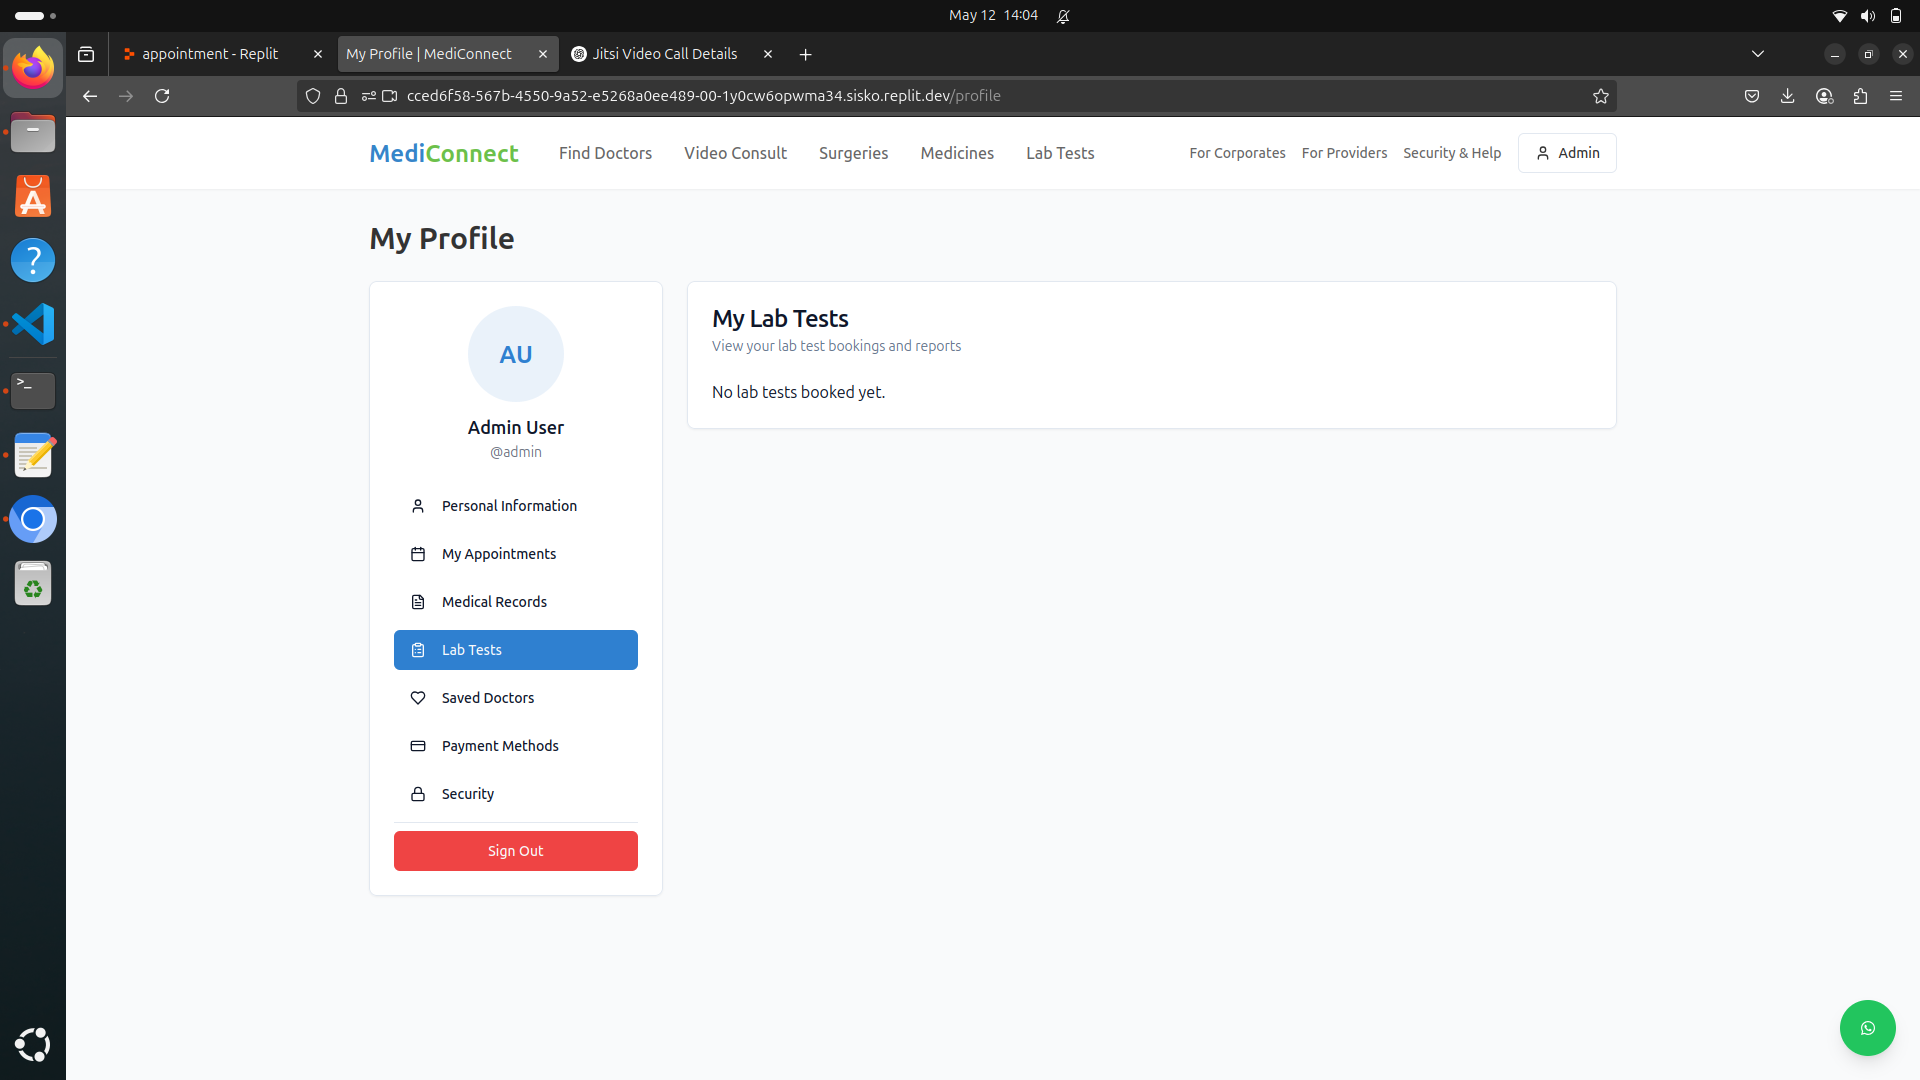 May 12 14:04
appointment - Replit
My Profile | MediConnect
Jitsi Video Call Details
cced6f58-567b-4550-9a52-e5268a0ee489-00-1y0cw6opwma34.sisko.replit.dev/profile
MediConnect
Find Doctors
Video Consult
Surgeries
Medicines
Lab Tests
For Corporates
For Providers
Security & Help
Admin
My Profile
AU
Admin User
@admin
Personal Information
My Appointments
Medical Records
Lab Tests
Saved Doctors
Payment Methods
Security
Sign Out
My Lab Tests
View your lab test bookings and reports
No lab tests booked yet.